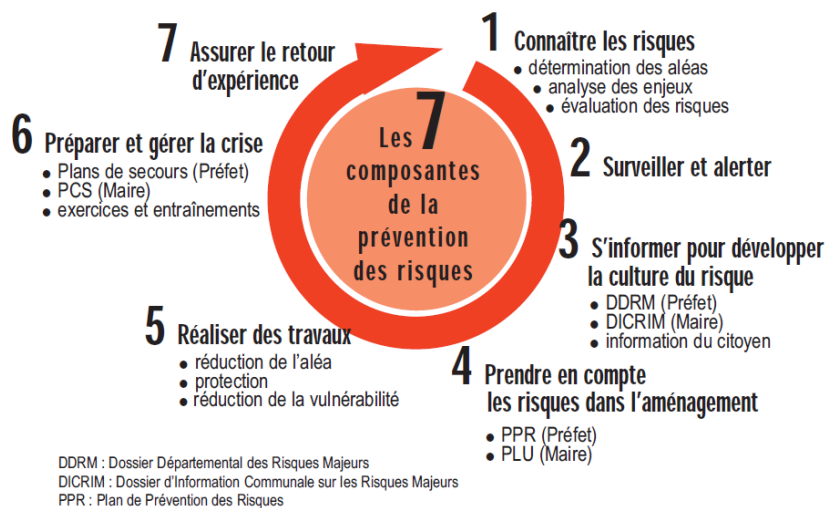 Les 7
composantes
de la
prévention
des risques
1 Connaître les risques
• détermination des aléas
• analyse des enjeux
• évaluation des risques
2 Surveiller et alerter
3 S'informer pour développer
la culture du risque
• DDRM (Préfet)
• DICRIM (Maire)
• information du citoyen
4 Prendre en compte
les risques dans l'aménagement
• PPR (Préfet)
• PLU (Maire)
5 Réaliser des travaux
• réduction de l'aléa
• protection
• réduction de la vulnérabilité
6 Préparer et gérer la crise
• Plans de secours (Préfet)
• PCS (Maire)
• exercices et entraînements
7 Assurer le retour
d'expérience
DDRM : Dossier Départemental des Risques Majeurs
DICRIM : Dossier d'Information Communale sur les Risques Majeurs
PPR : Plan de Prévention des Risques